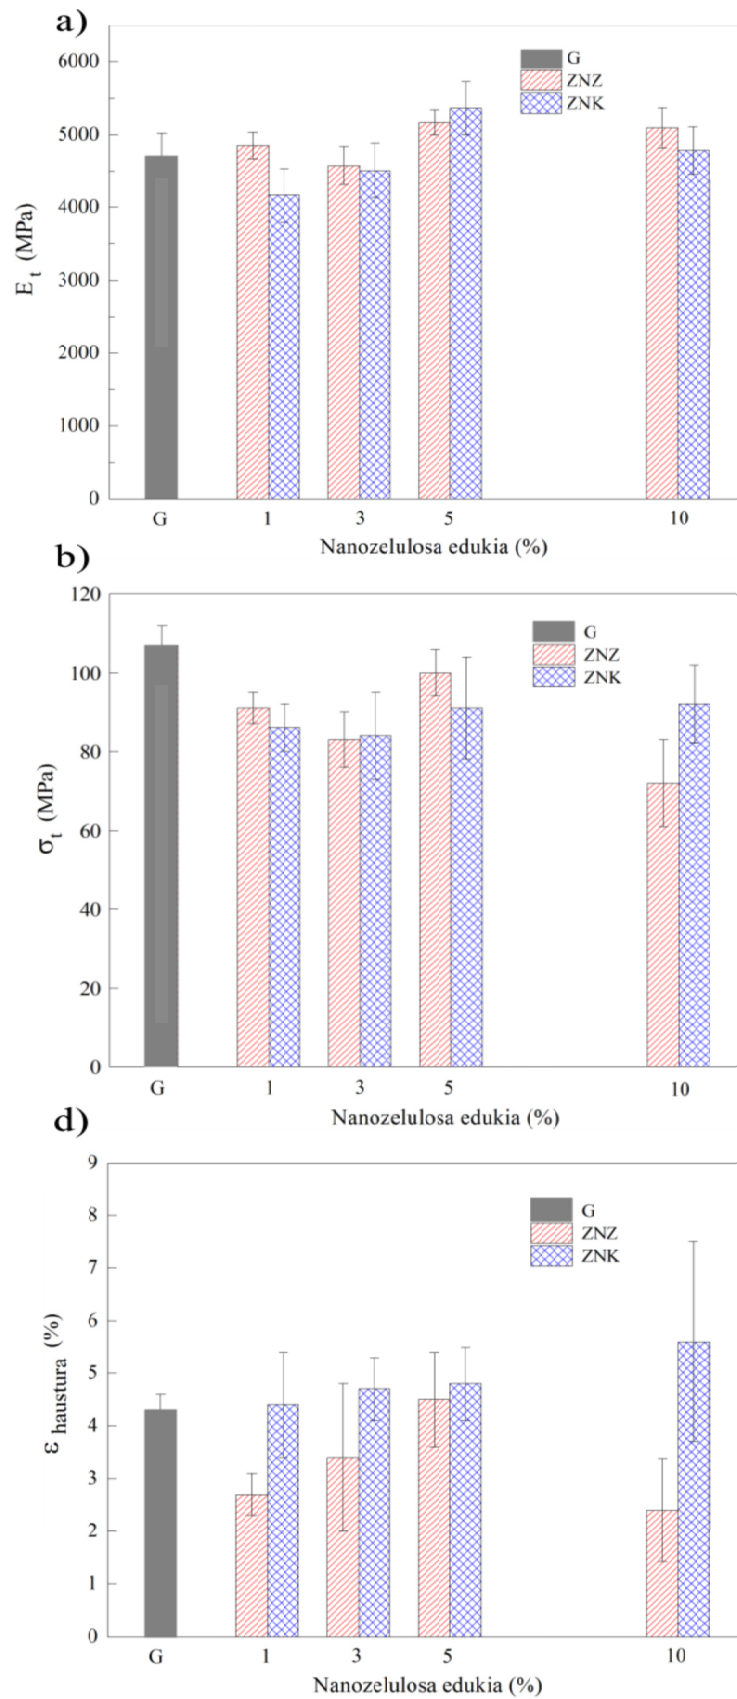 a)
6000
5000
4000
3000
2000
1000
0
E t (MPa)
G
ZNZ
ZNK
G 1 3 5 10
Nanozelulosa edukia (%)
b)
120
100
80
60
40
20
0
σt (MPa)
G
ZNZ
ZNK
G 1 3 5 10
Nanozelulosa edukia (%)
d)
9
8
7
6
5
4
3
2
1
0
ε haustura (%)
G
ZNZ
ZNK
G 1 3 5 10
Nanozelulosa edukia (%)